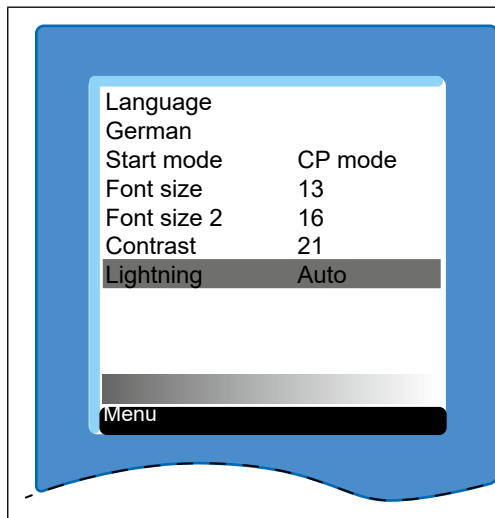 Language
German
Start mode CP mode
Font size 13
Font size 2 16
Contrast 21
Lightning Auto
Menu